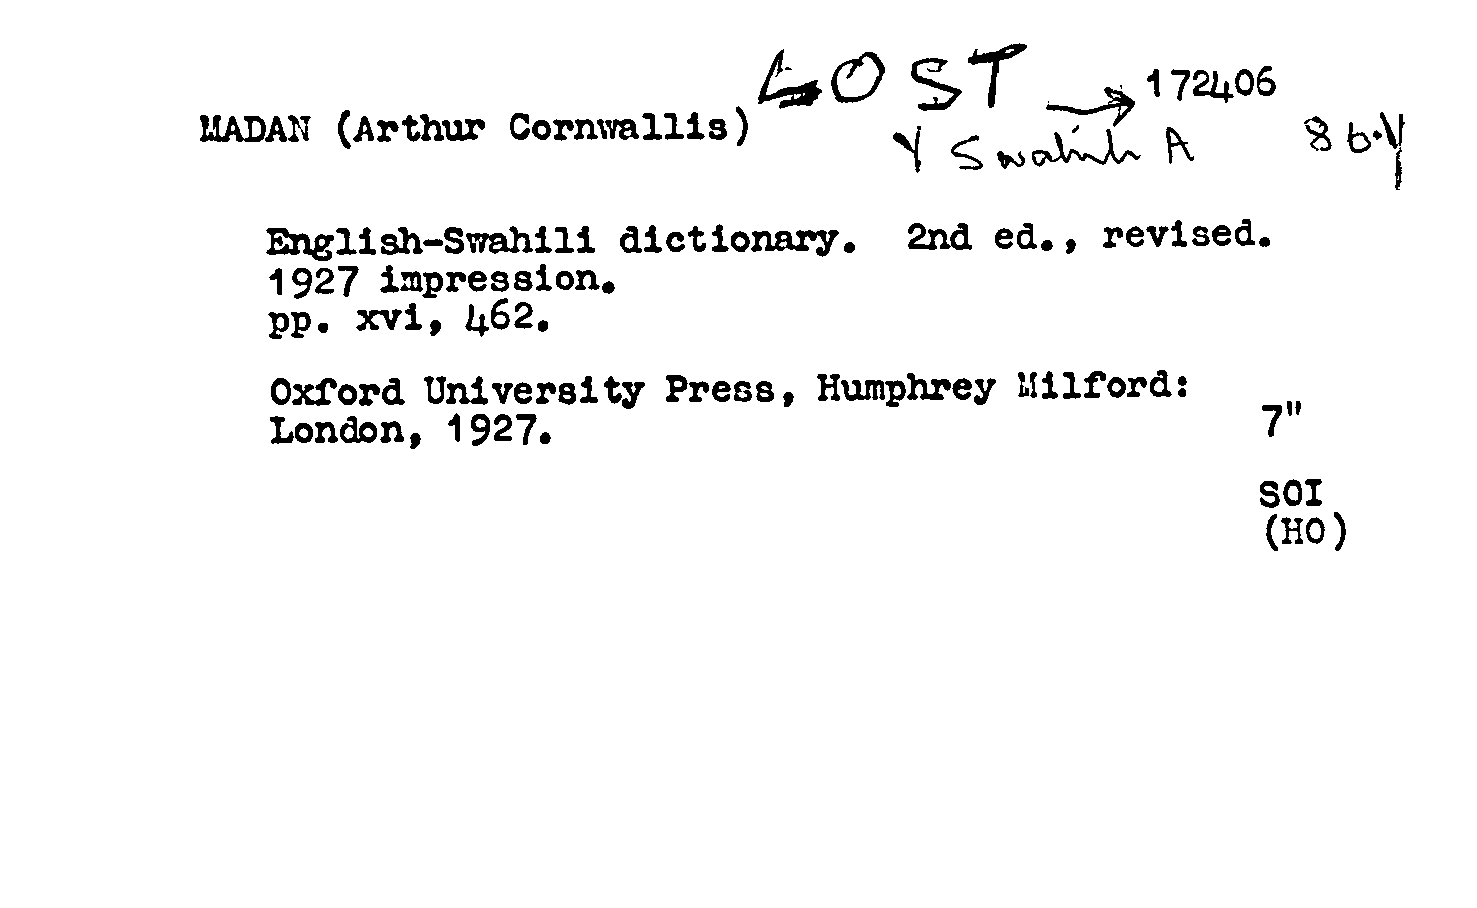 LOST → 172406
MADAN (Arthur Cornwallis)
Y Swahili A
English-Swahili dictionary. 2nd ed., revised.
1927 impression.
pp. xvi, 462.
Oxford University Press, Humphrey Milford:
London, 1927.
7"
SOI
(HO)